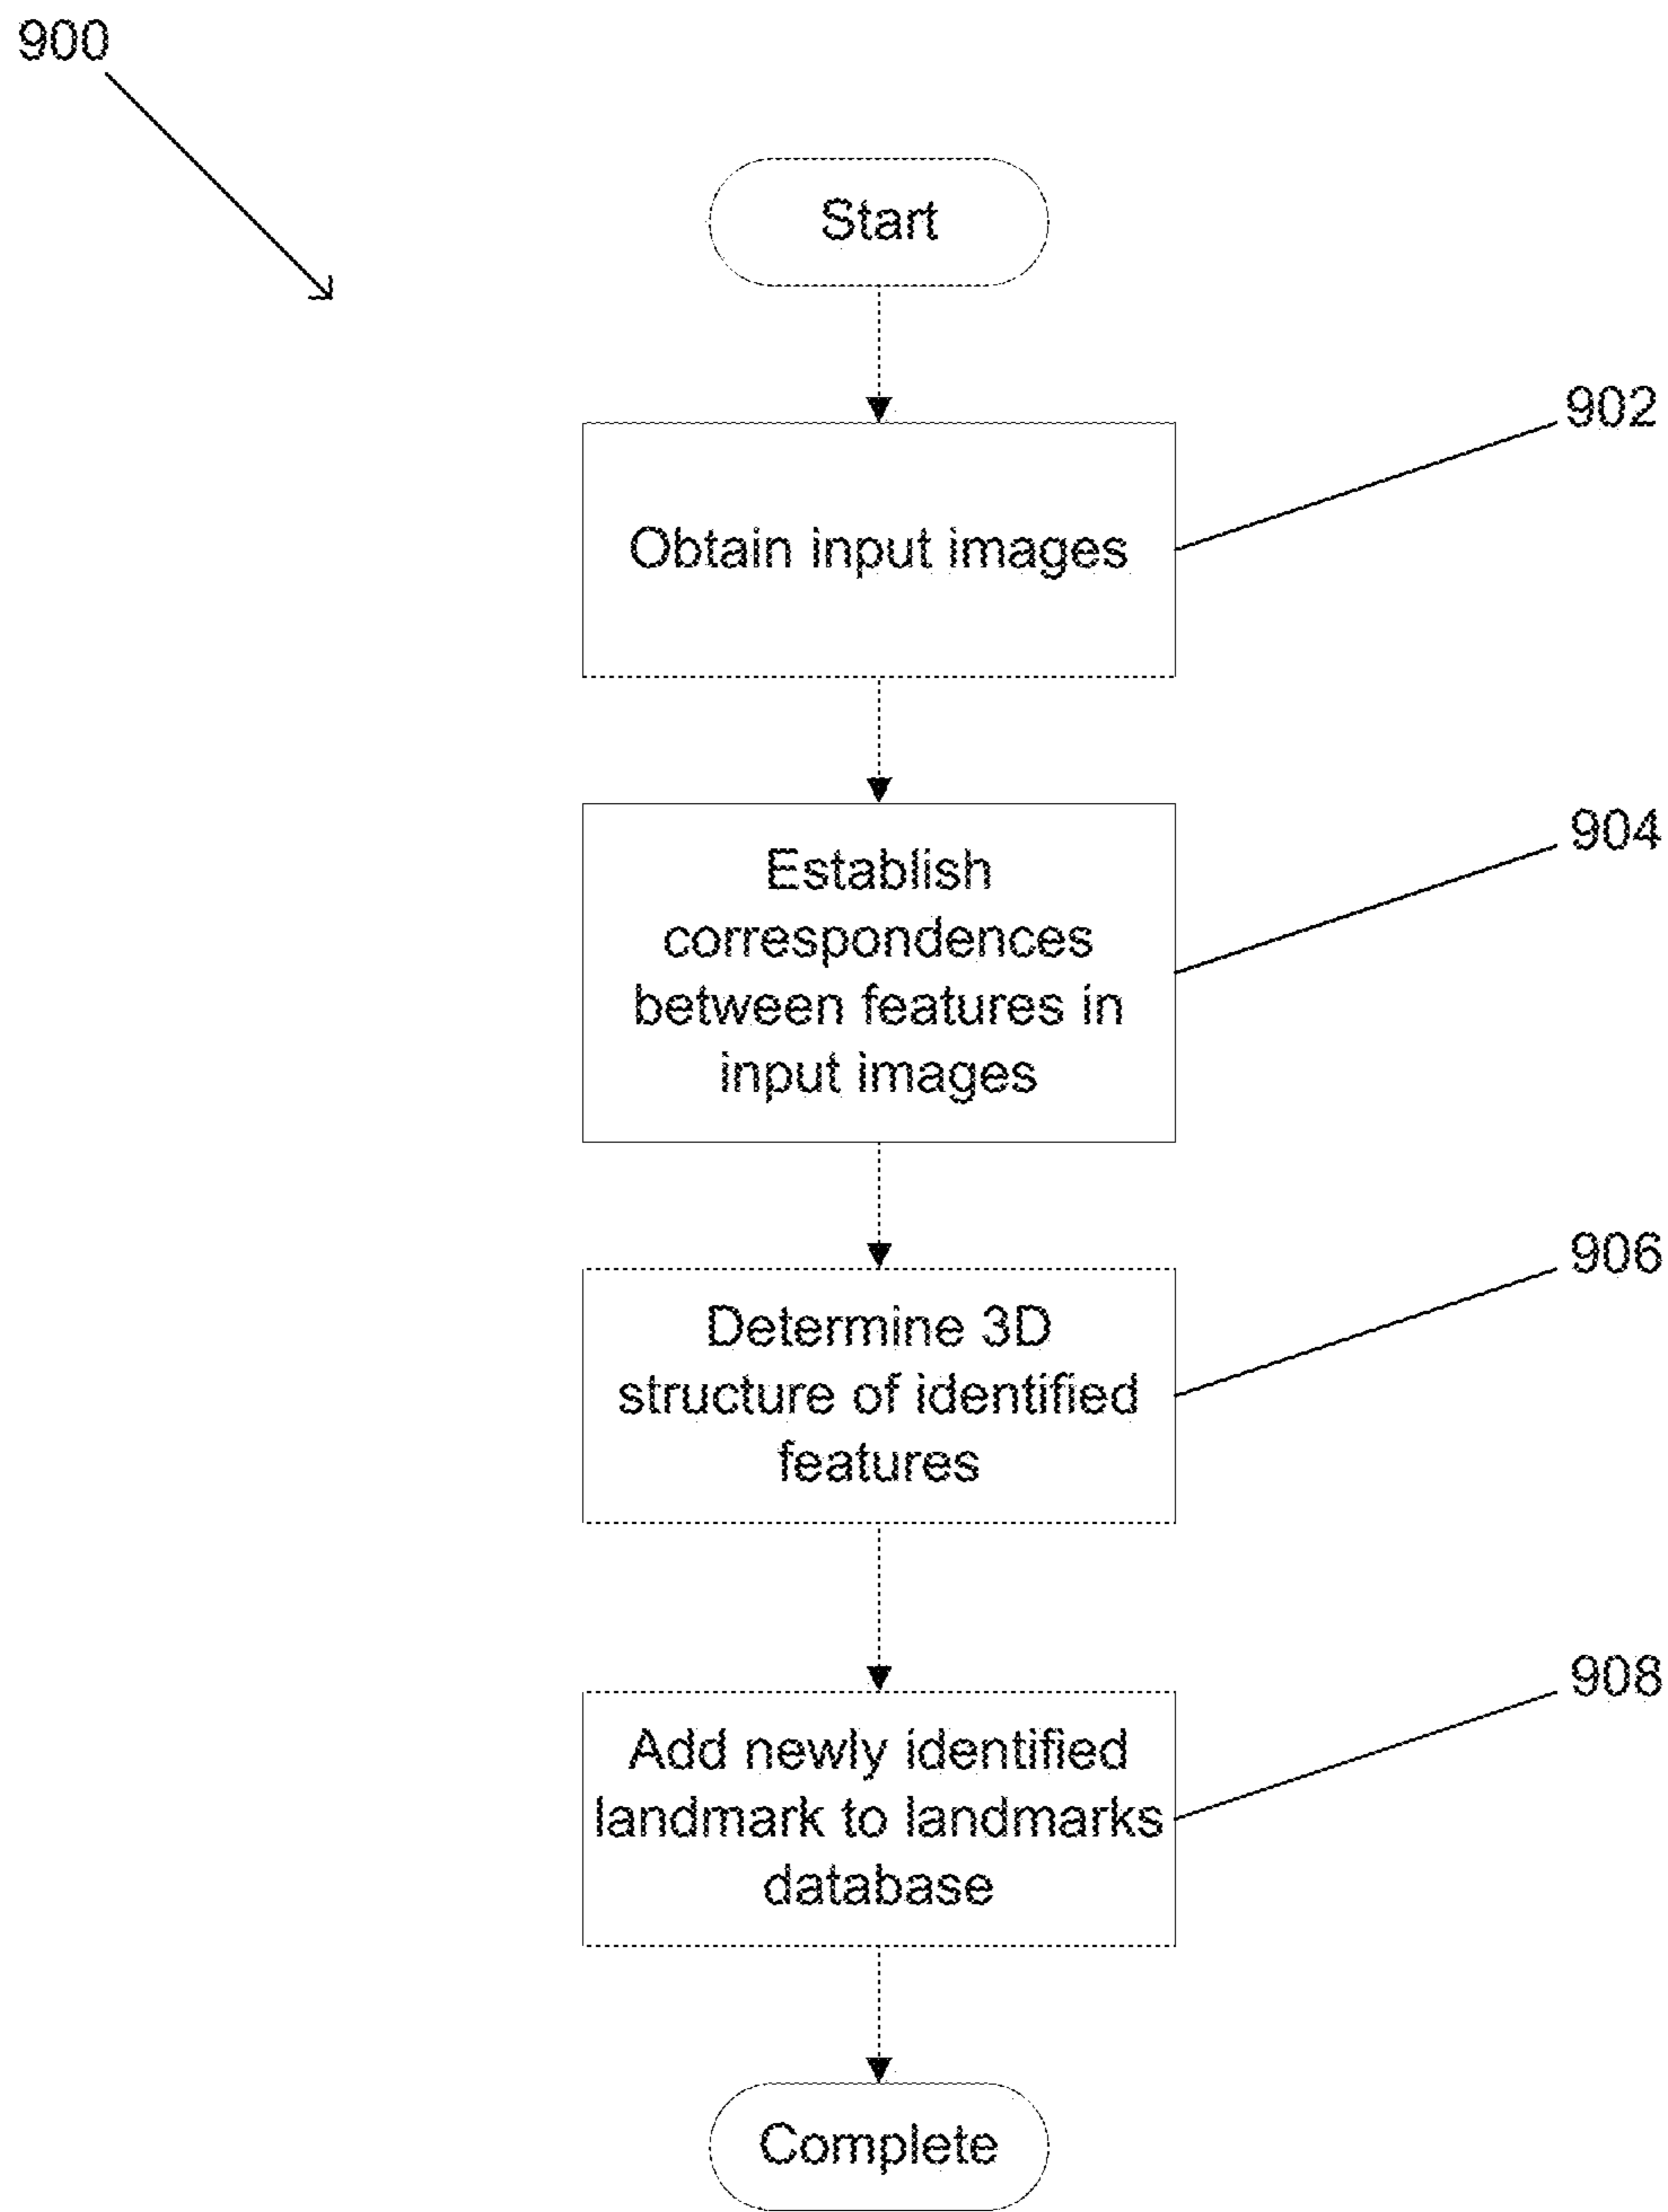 900
Start
902
Obtain input images
904
Establish
correspondences
between features in
input images
906
Determine 3D
structure of identified
features
908
Add newly identified
landmark to landmarks
database
Complete